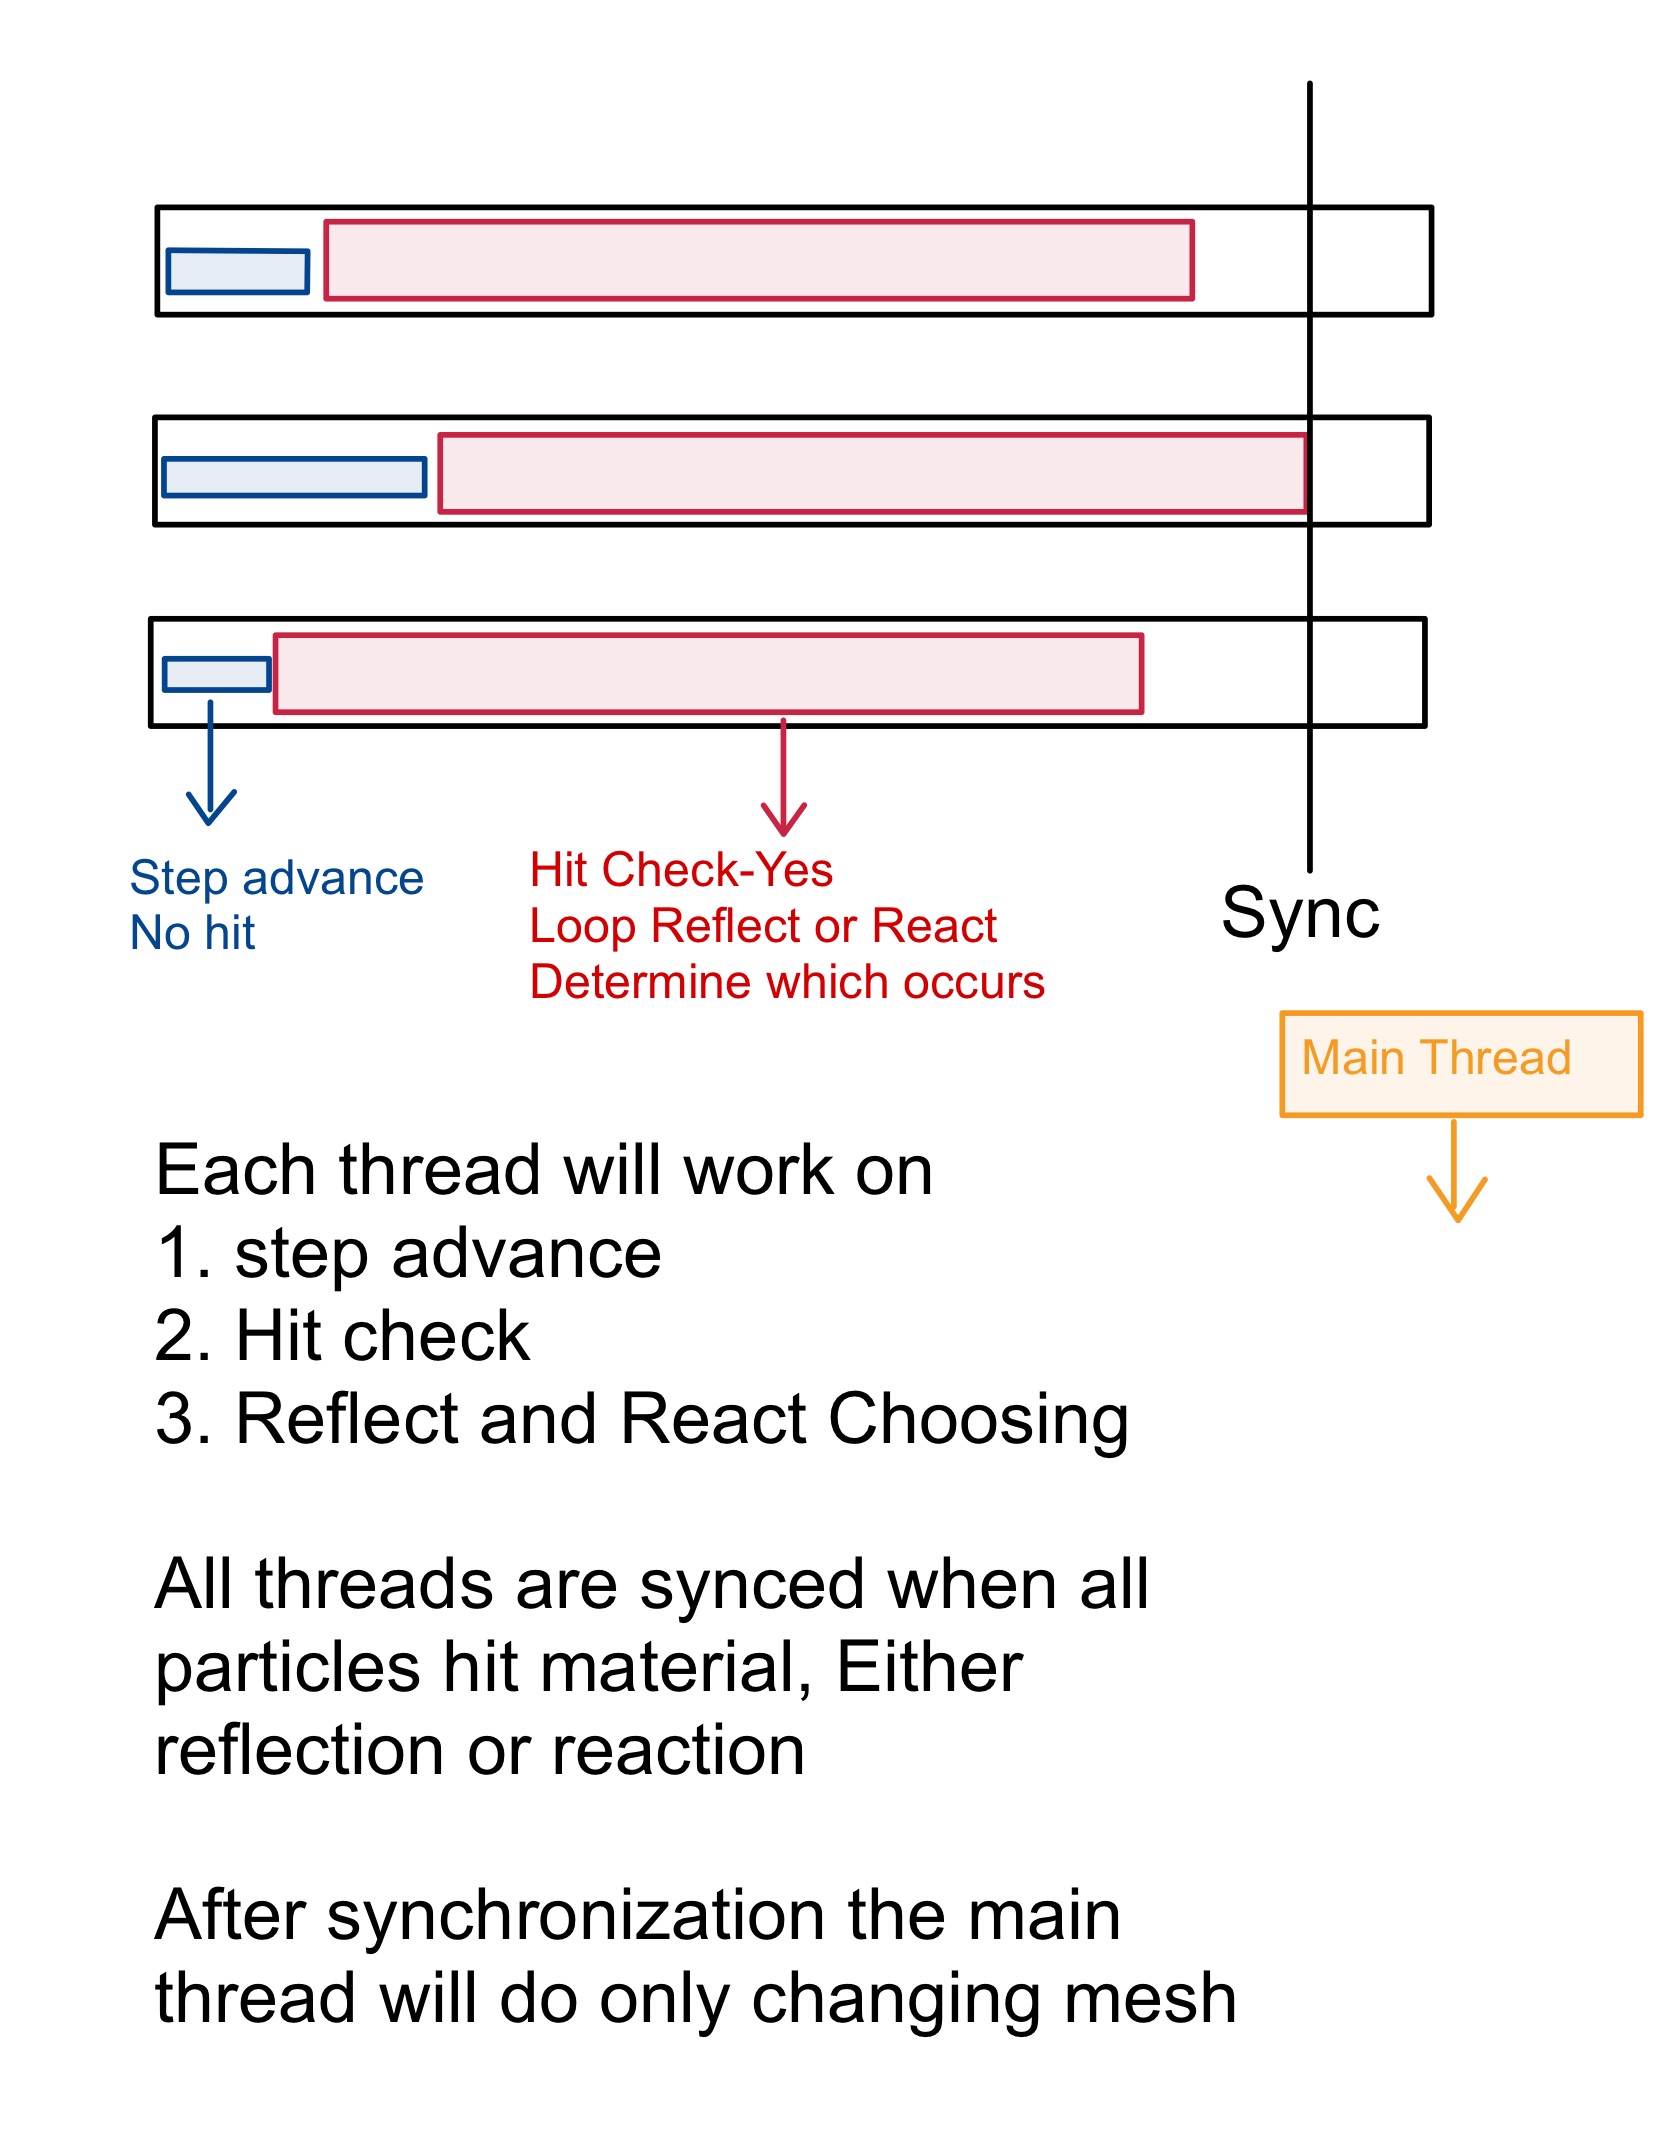 Step advance
No hit
Hit Check-Yes
Loop Reflect or React
Determine which occurs
Sync
Main Thread
Each thread will work on
1. step advance
2. Hit check
3. Reflect and React Choosing
All threads are synced when all
particles hit material, Either
reflection or reaction
After synchronization the main
thread will do only changing mesh